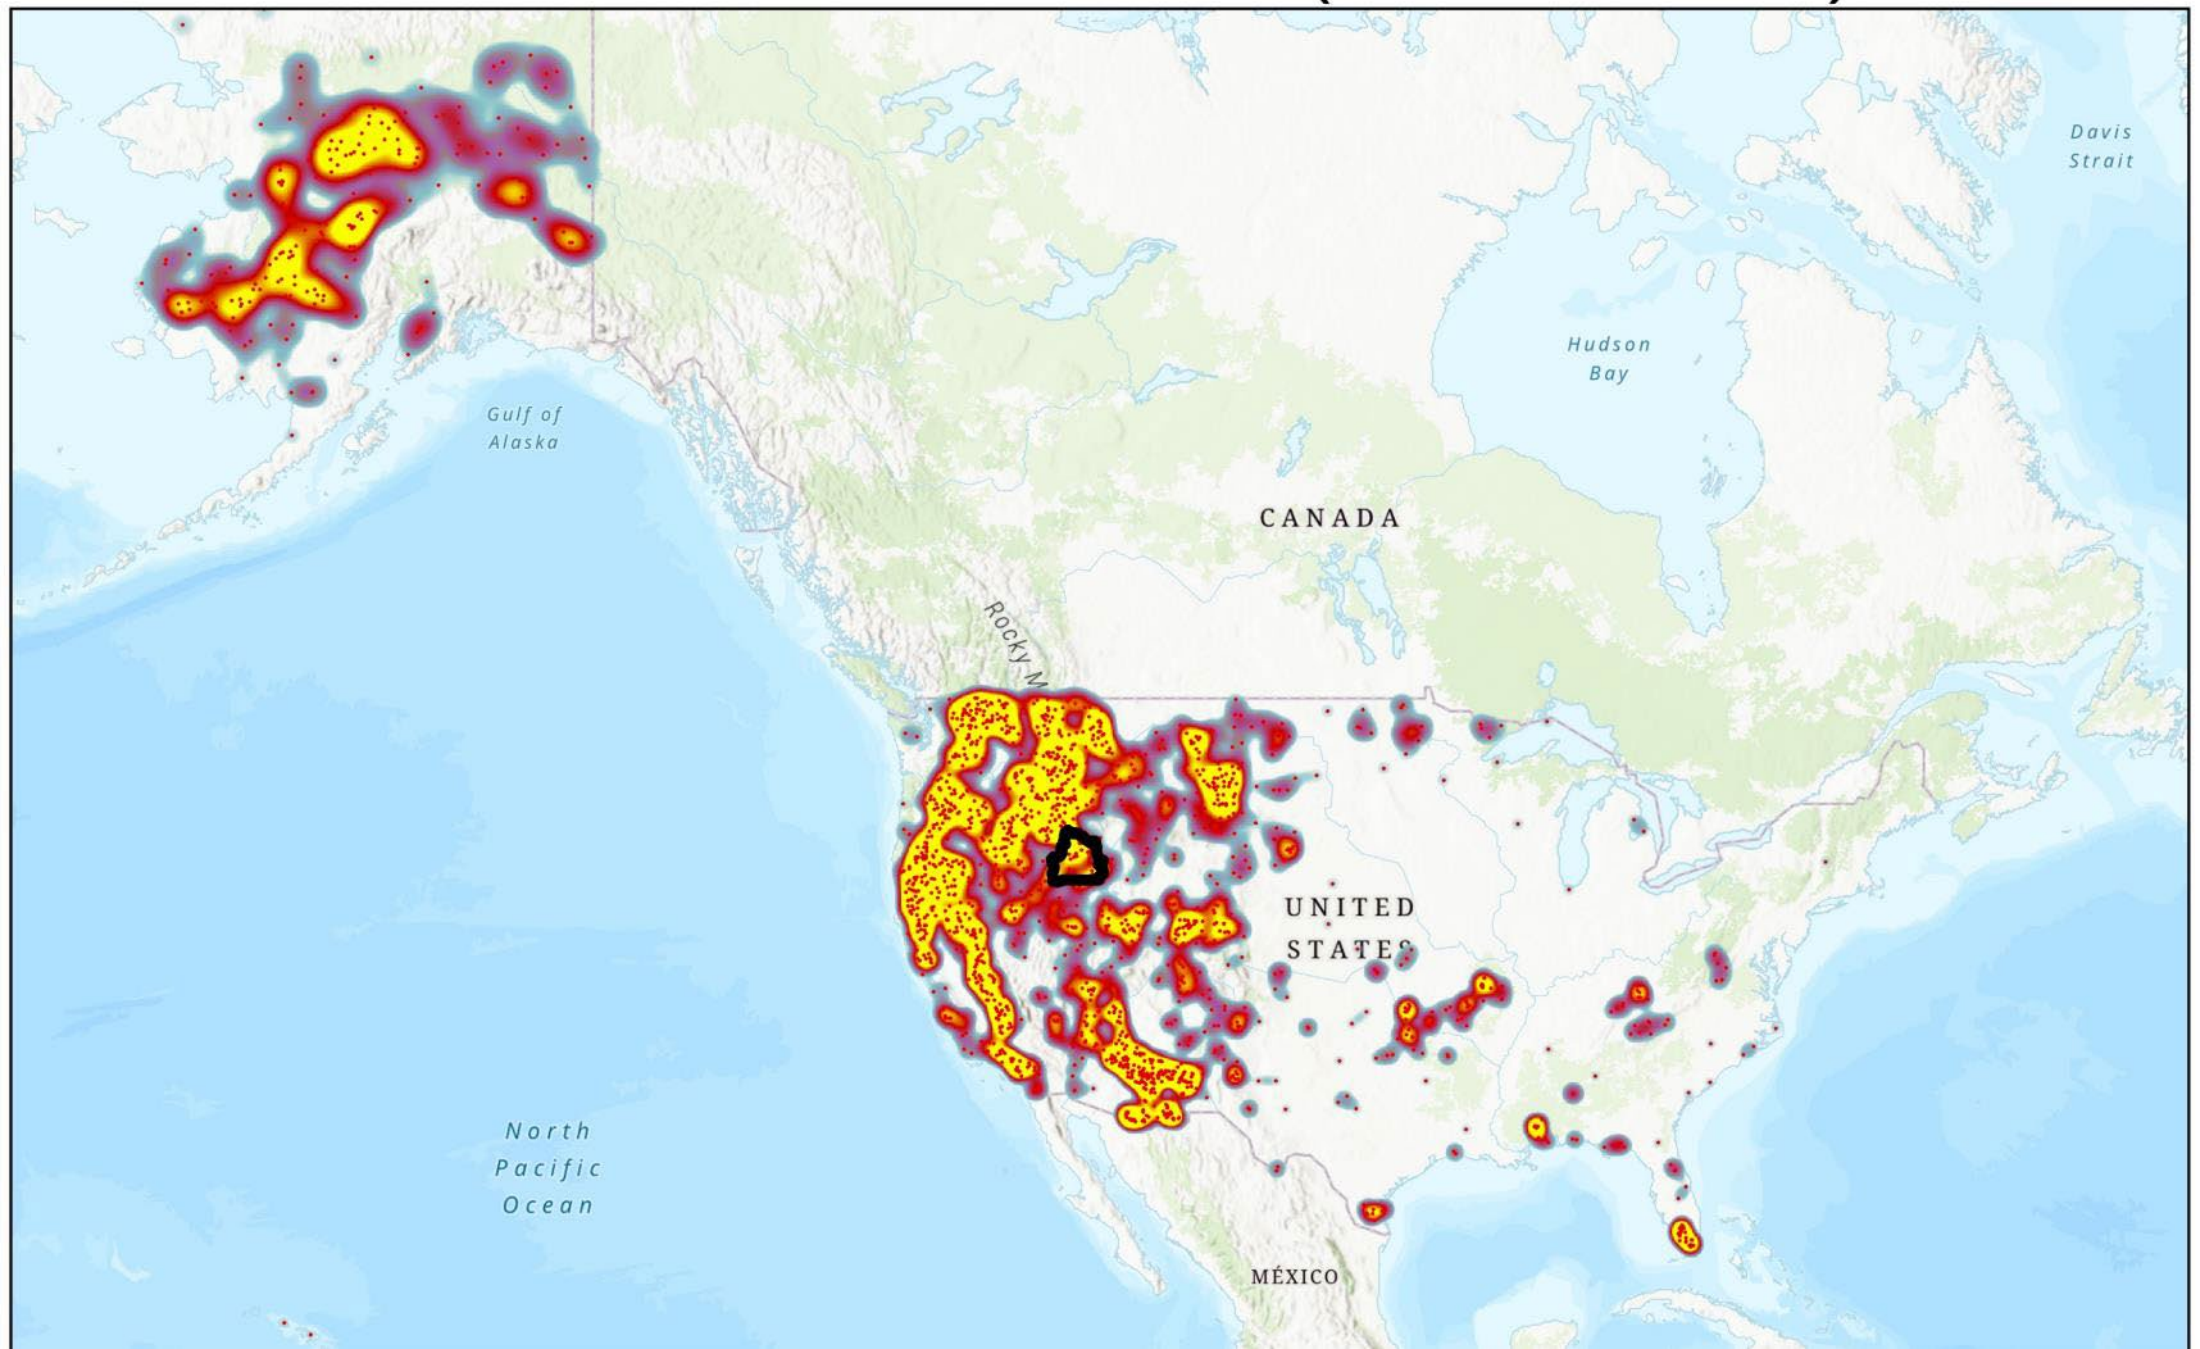 Davis
Strait
Hudson
Bay
Gulf of
Alaska
CANADA
Rocky M
UNITED
STATES
North
Pacific
Ocean
MÉXICO